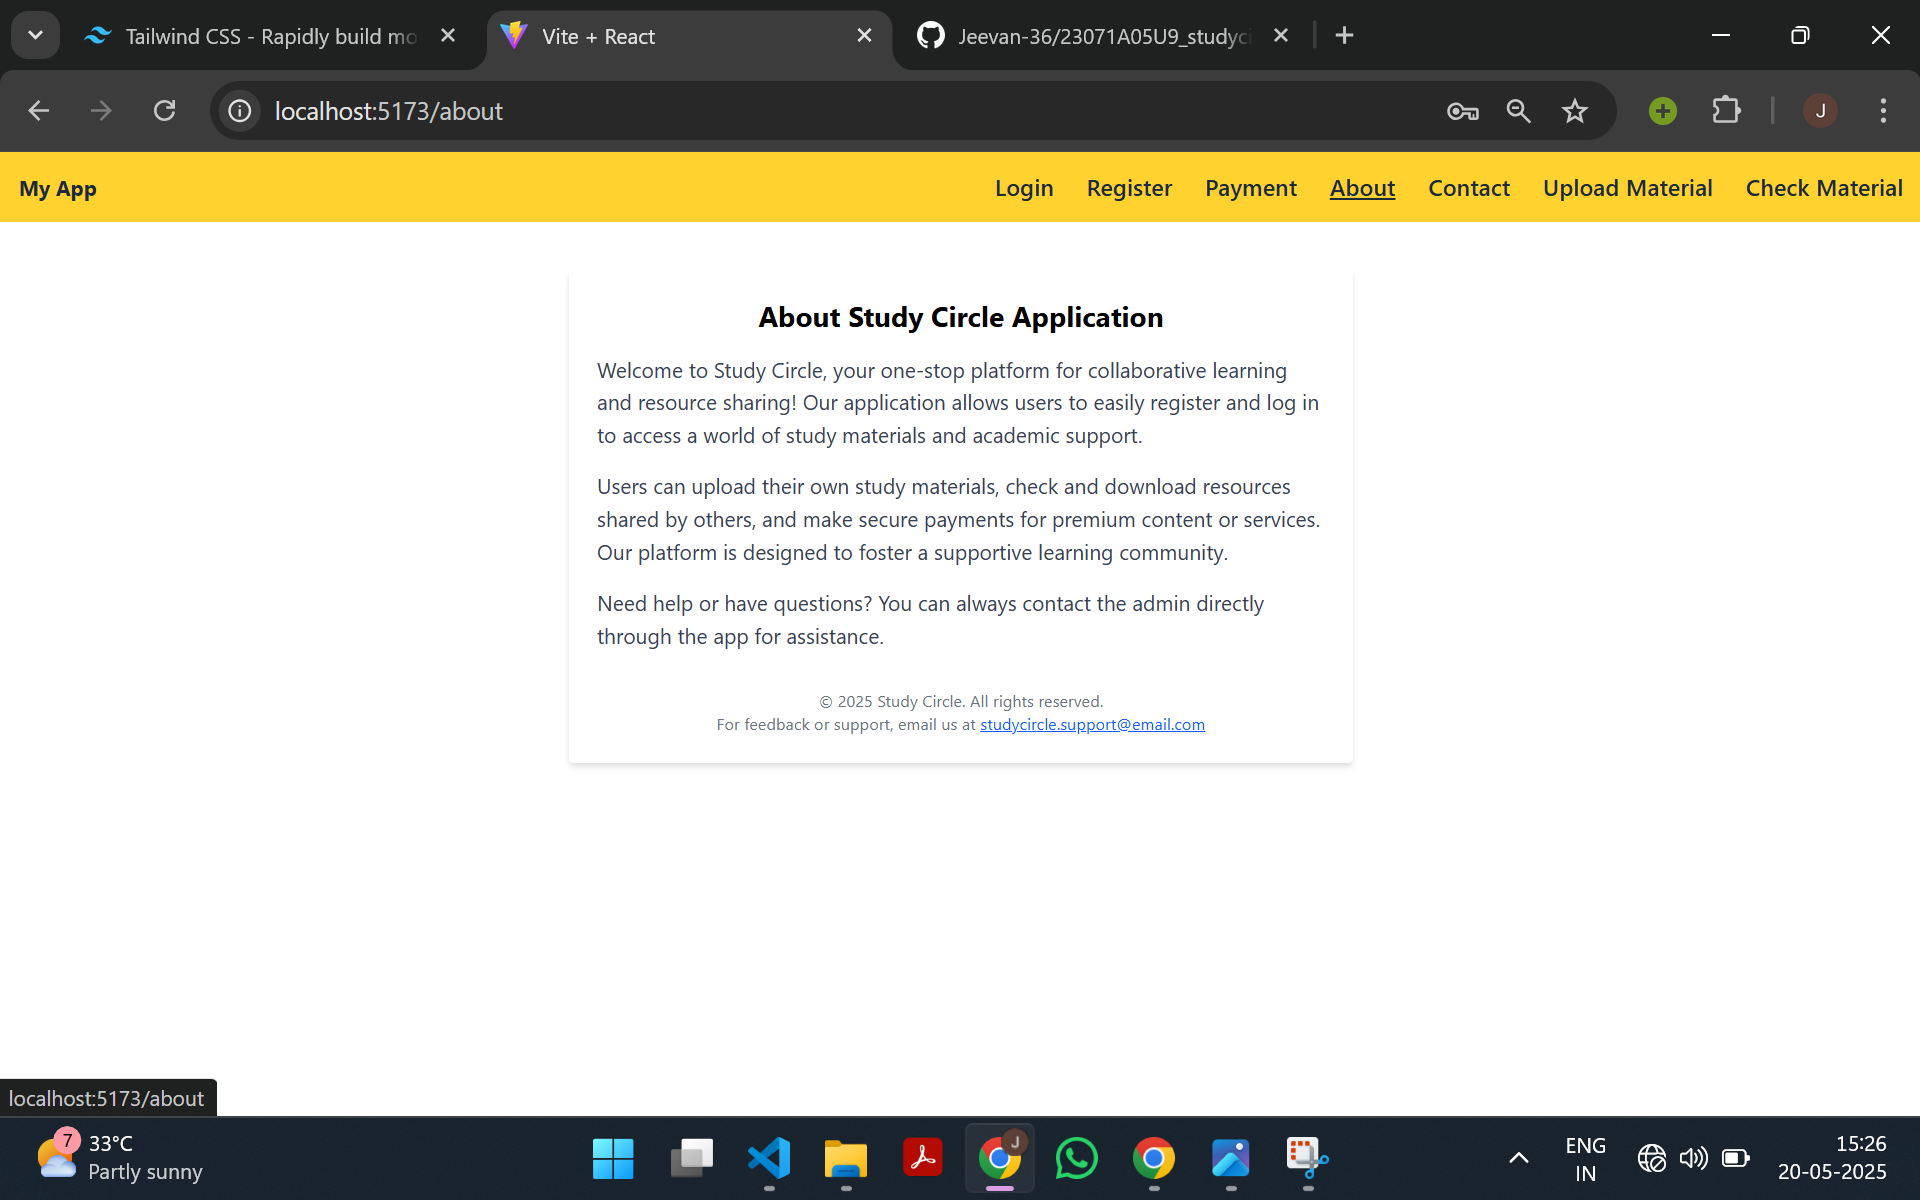 Tailwind CSS - Rapidly build mo
Vite + React
Jeevan-36/23071A05U9_studyci
localhost:5173/about
J
My App
Login
Register
Payment
About
Contact
Upload Material
Check Material
About Study Circle Application
Welcome to Study Circle, your one-stop platform for collaborative learning
and resource sharing! Our application allows users to easily register and log in
to access a world of study materials and academic support.
Users can upload their own study materials, check and download resources
shared by others, and make secure payments for premium content or services.
Our platform is designed to foster a supportive learning community.
Need help or have questions? You can always contact the admin directly
through the app for assistance.
© 2025 Study Circle. All rights reserved.
For feedback or support, email us at studycircle.support@email.com
localhost:5173/about
7
33°C
Partly sunny
J
ENG
IN
15:26
20-05-2025